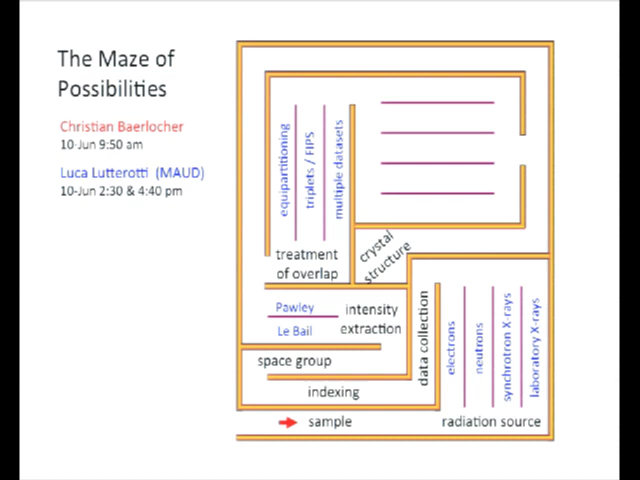 The Maze of
Possibilities
Christian Baerlocher
10-Jun 9:50 am
Luca Lutterotti (MAUD)
10-Jun 2:30 & 4:40 pm
equipartitioning
triplets / FIPS
multiple datasets
treatment
of overlap
crystal
structure
Pawley
Le Bail
intensity
extraction
space group
indexing
data collection
electrons
neutrons
synchrotron X-rays
laboratory X-rays
sample
radiation source